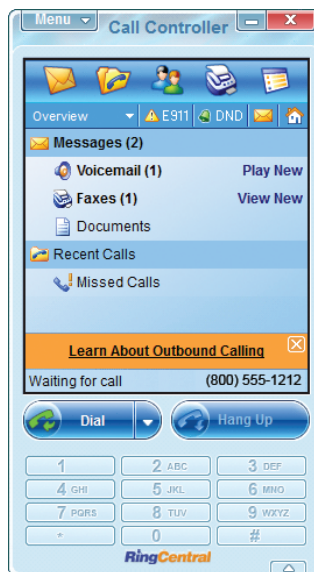 Menu
Call Controller
Overview E911 DND
Messages (2)
Voicemail (1) Play New
Faxes (1) View New
Documents
Recent Calls
Missed Calls
Learn About Outbound Calling
Waiting for call (800) 555-1212
Dial Hang Up
1 2 ABC 3 DEF
4 GHI 5 JKL 6 MNO
7 PQRS 8 TUV 9 WXYZ
* 0 #
RingCentral